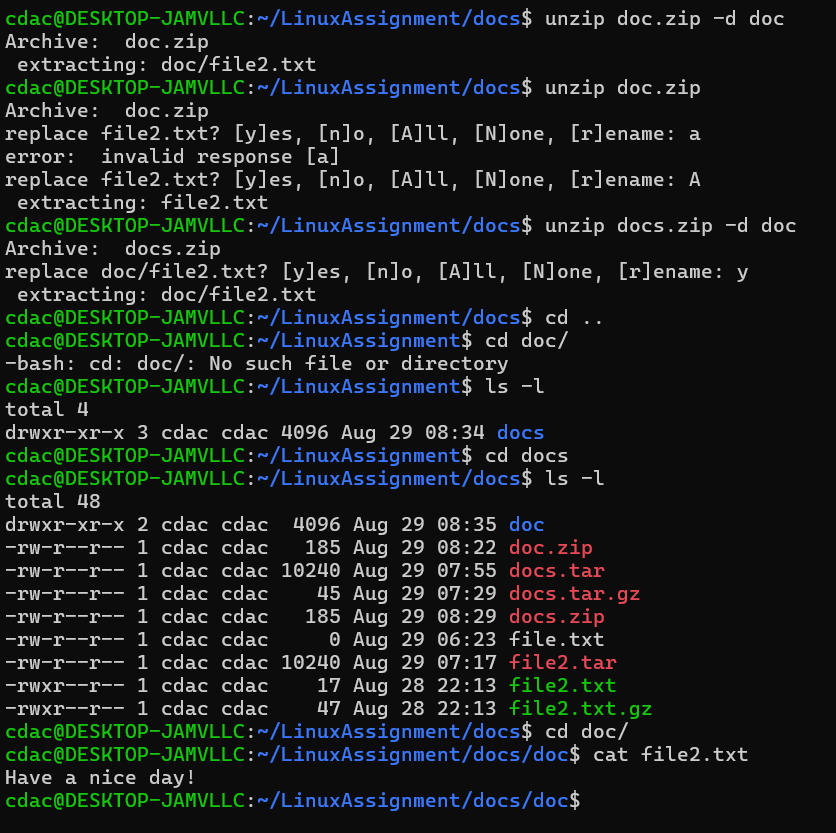 cdac@DESKTOP-JAMVLLC:~/LinuxAssignment/docs$ unzip doc.zip -d doc
Archive:  doc.zip
 extracting: doc/file2.txt
cdac@DESKTOP-JAMVLLC:~/LinuxAssignment/docs$ unzip doc.zip
Archive:  doc.zip
replace file2.txt? [y]es, [n]o, [A]ll, [N]one, [r]ename: a
error:  invalid response [a]
replace file2.txt? [y]es, [n]o, [A]ll, [N]one, [r]ename: A
 extracting: file2.txt
cdac@DESKTOP-JAMVLLC:~/LinuxAssignment/docs$ unzip docs.zip -d doc
Archive:  docs.zip
replace doc/file2.txt? [y]es, [n]o, [A]ll, [N]one, [r]ename: y
 extracting: doc/file2.txt
cdac@DESKTOP-JAMVLLC:~/LinuxAssignment/docs$ cd ..
cdac@DESKTOP-JAMVLLC:~/LinuxAssignment$ cd doc/
-bash: cd: doc/: No such file or directory
cdac@DESKTOP-JAMVLLC:~/LinuxAssignment$ ls -l
total 4
drwxr-xr-x 3 cdac cdac 4096 Aug 29 08:34 docs
cdac@DESKTOP-JAMVLLC:~/LinuxAssignment$ cd docs
cdac@DESKTOP-JAMVLLC:~/LinuxAssignment/docs$ ls -l
total 48
drwxr-xr-x 2 cdac cdac  4096 Aug 29 08:35 doc
-rw-r--r-- 1 cdac cdac   185 Aug 29 08:22 doc.zip
-rw-r--r-- 1 cdac cdac 10240 Aug 29 07:55 docs.tar
-rw-r--r-- 1 cdac cdac    45 Aug 29 07:29 docs.tar.gz
-rw-r--r-- 1 cdac cdac   185 Aug 29 08:29 docs.zip
-rw-r--r-- 1 cdac cdac     0 Aug 29 06:23 file.txt
-rw-r--r-- 1 cdac cdac 10240 Aug 29 07:17 file2.tar
-rwxr--r-- 1 cdac cdac    17 Aug 28 22:13 file2.txt
-rwxr--r-- 1 cdac cdac    47 Aug 28 22:13 file2.txt.gz
cdac@DESKTOP-JAMVLLC:~/LinuxAssignment/docs$ cd doc/
cdac@DESKTOP-JAMVLLC:~/LinuxAssignment/docs/doc$ cat file2.txt
Have a nice day!
cdac@DESKTOP-JAMVLLC:~/LinuxAssignment/docs/doc$